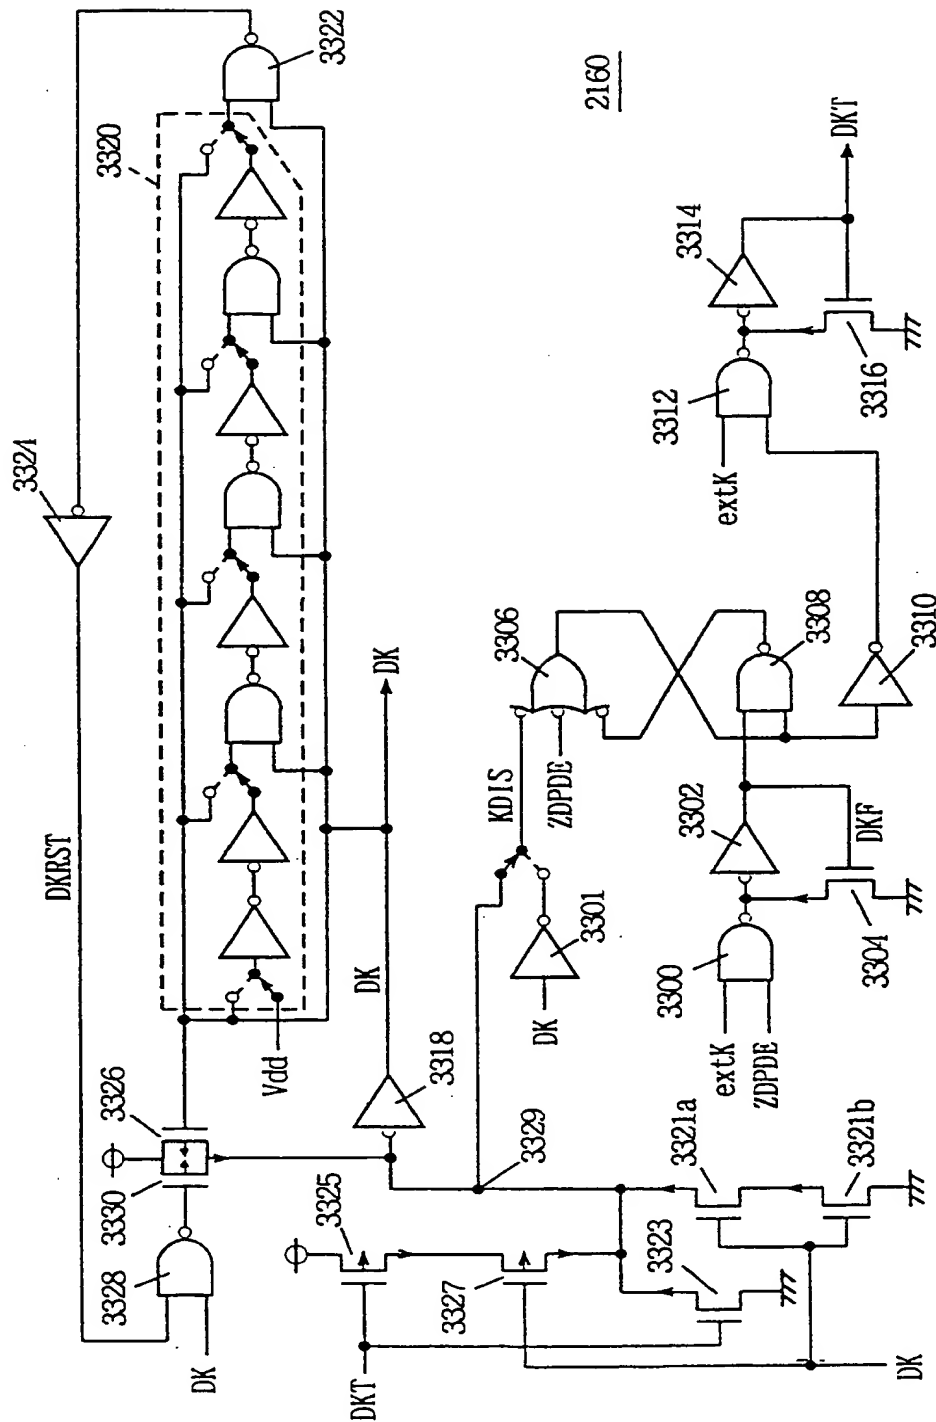 2160
3320
3322
3324
DKRST
Vdd
3326
3330
3328
DK
DK
DK
3318
3329
3325
3327
3323
DKT
DK
3321a
3321b
KDIS
ZDPDE
3301
DK
3306
3308
3310
3302
DKF
3300
3304
extK
ZDPDE
3312
extK
3314
3316
DKT